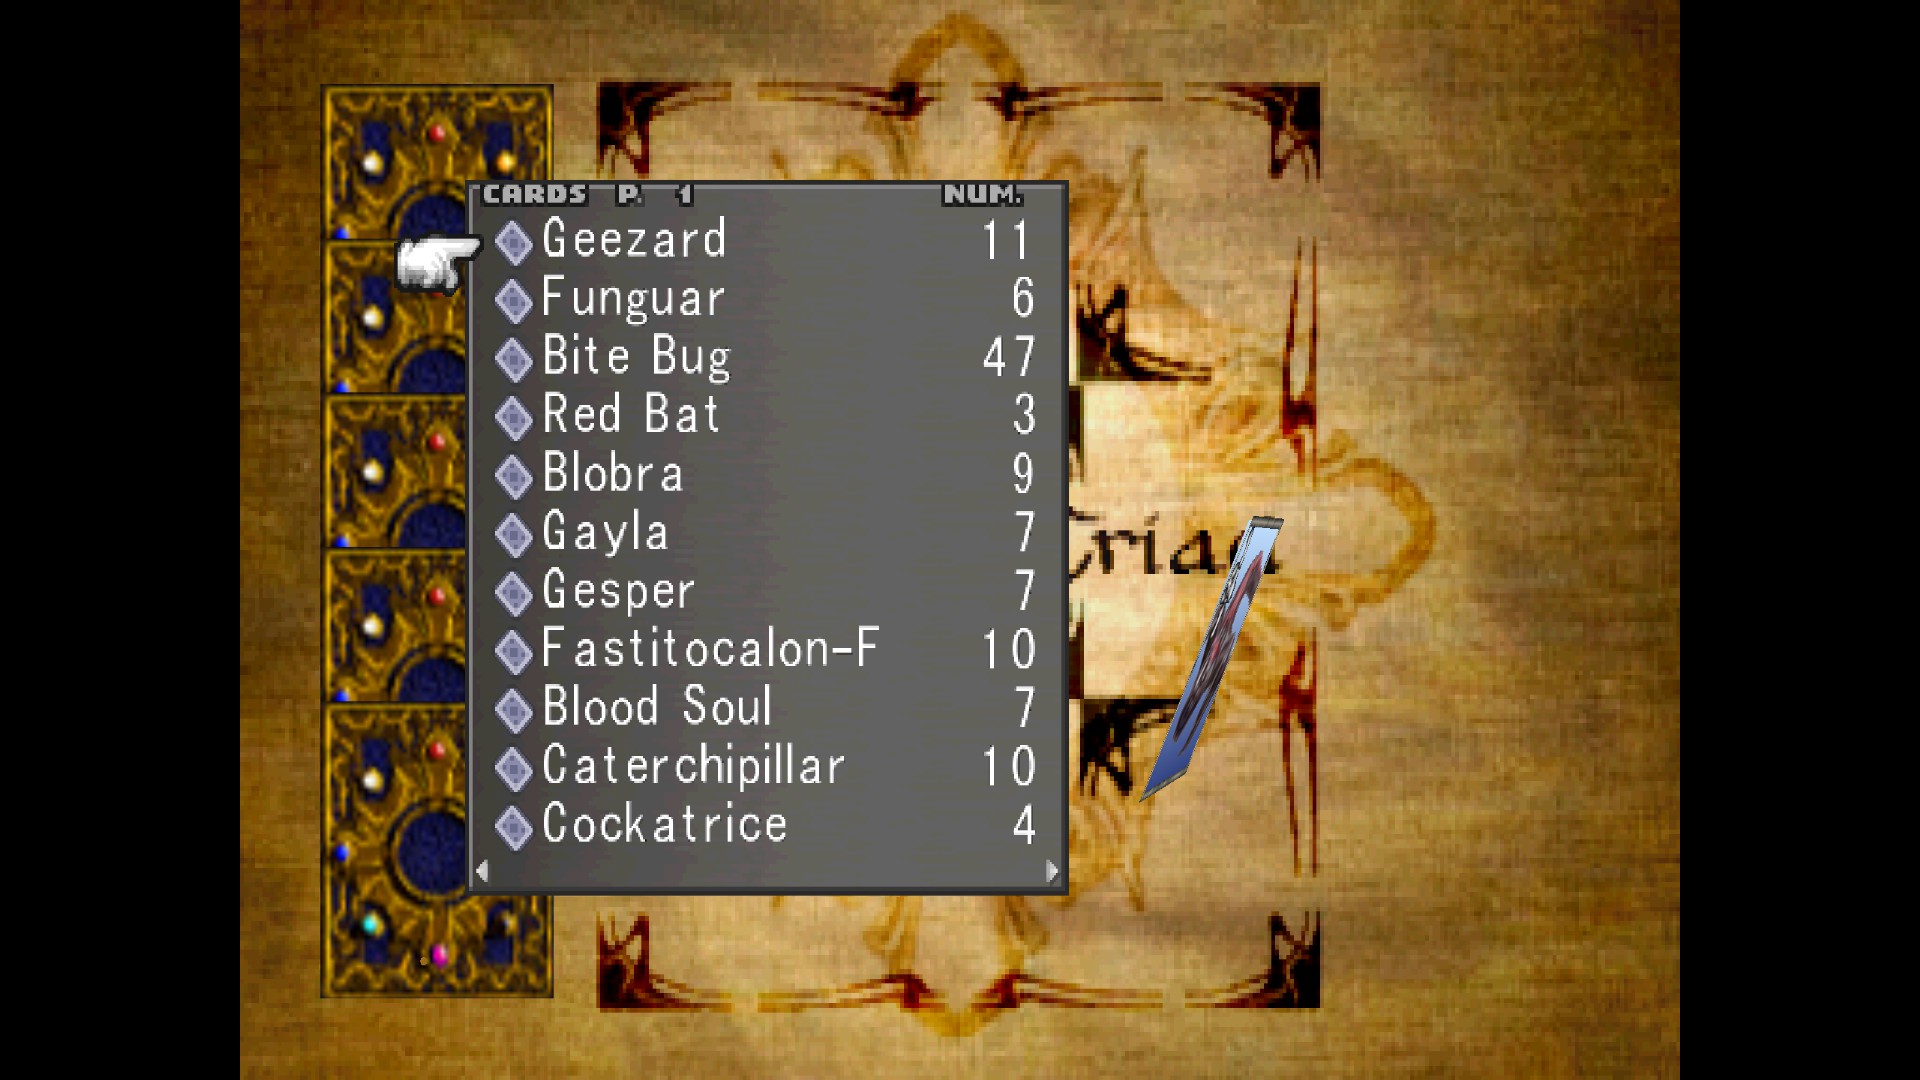 CARDS P. 1 NUM.
Geezard 11
Funguar 6
Bite Bug 47
Red Bat 3
Blobra 9
Gayla 7
Gesper 7
Fastitocalon-F 10
Blood Soul 7
Caterchipillar 10
Cockatrice 4